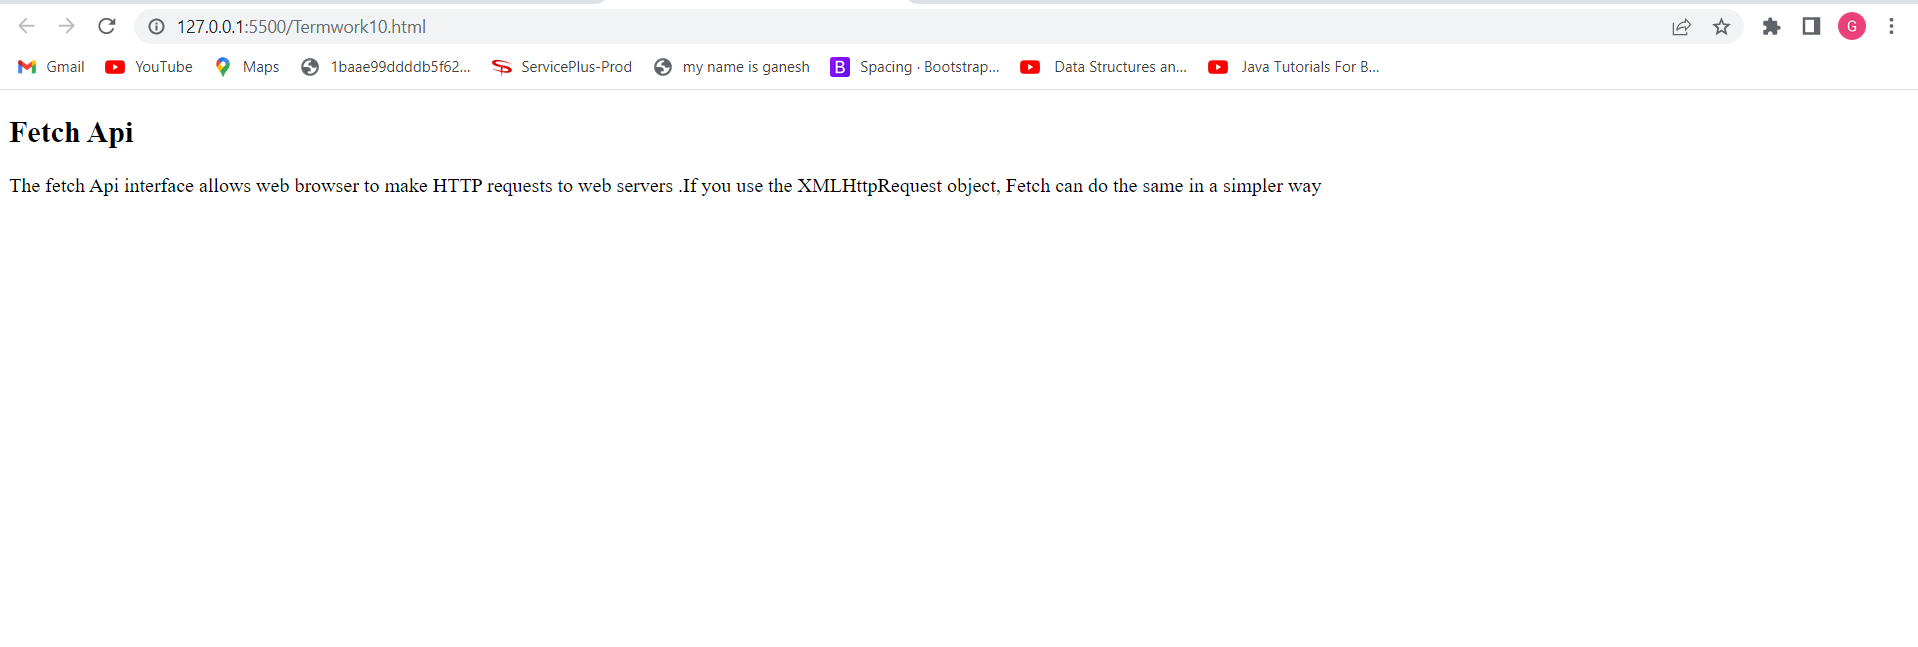 127.0.0.1:5500/Termwork10.html
G
Gmail YouTube Maps 1baae99ddddb5f62... ServicePlus-Prod my name is ganesh B Spacing · Bootstrap... Data Structures an... Java Tutorials For B...
Fetch Api
The fetch Api interface allows web browser to make HTTP requests to web servers .If you use the XMLHttpRequest object, Fetch can do the same in a simpler way